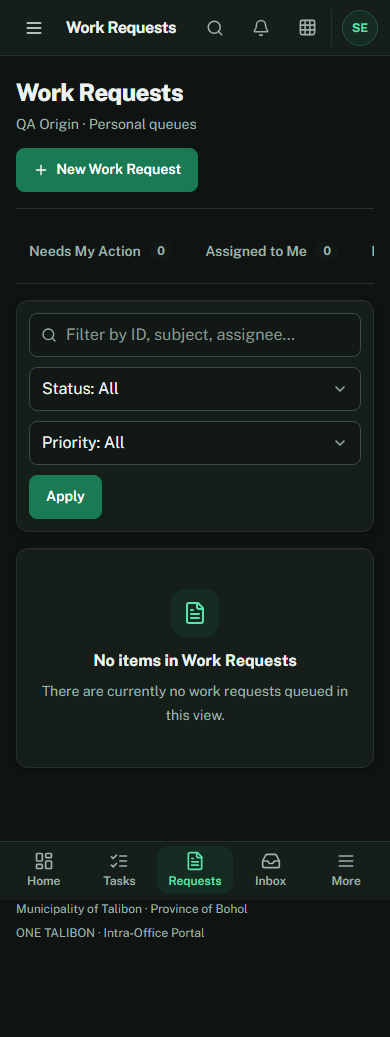 Work Requests
SE
Work Requests
QA Origin · Personal queues
New Work Request
Needs My Action 0 Assigned to Me 0
Filter by ID, subject, assignee...
Status: All
Priority: All
Apply
No items in Work Requests
There are currently no work requests queued in
this view.
Home Tasks Requests Inbox More
Municipality of Talibon · Province of Bohol
ONE TALIBON · Intra-Office Portal